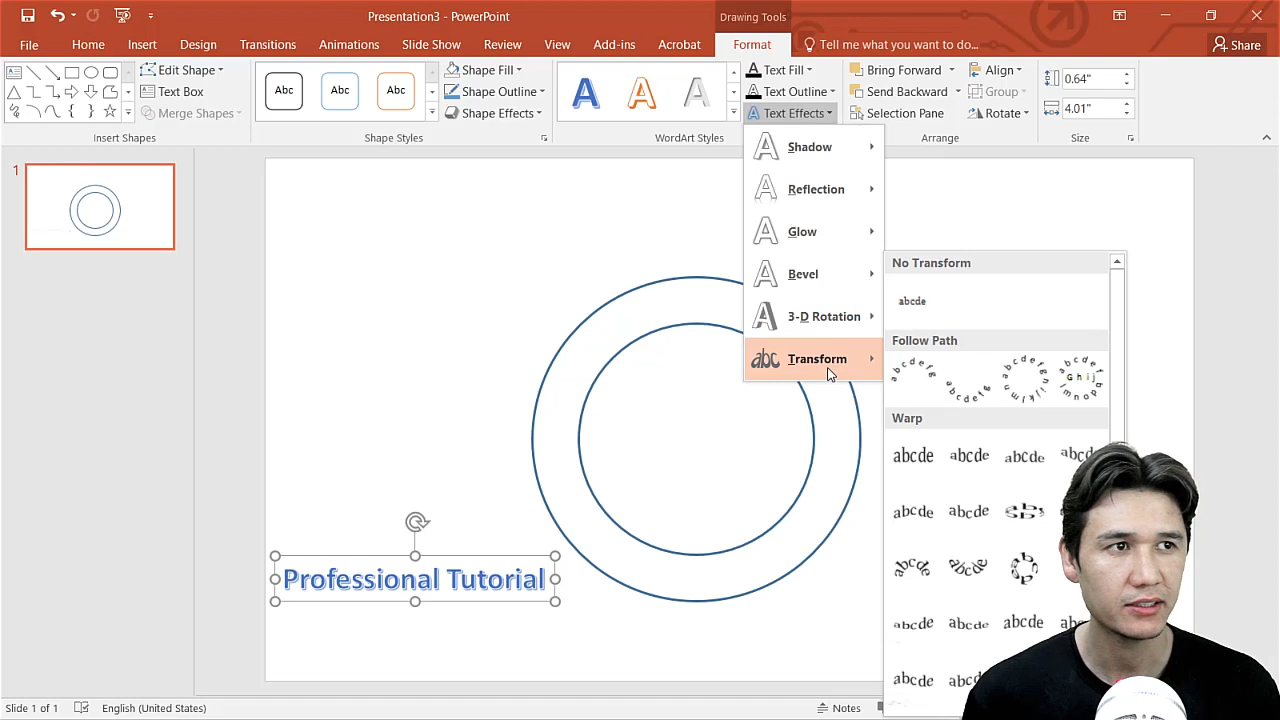 Presentation3 - PowerPoint
Drawing Tools
File
Home
Insert
Design
Transitions
Animations
Slide Show
Review
View
Add-ins
Acrobat
Format
Tell me what you want to do...
Share
Edit Shape
Text Box
Merge Shapes
Insert Shapes
Abc
Abc
Abc
Shape Fill
Shape Outline
Shape Effects
Shape Styles
A
A
A
WordArt Styles
Text Fill
Text Outline
Text Effects
Bring Forward
Send Backward
Selection Pane
Align
Group
Rotate
Arrange
0.64"
4.01"
Size
1
Shadow
Reflection
Glow
Bevel
3-D Rotation
abc Transform
No Transform
abcde
Follow Path
Warp
abcde abcde abcde
abcde abcde
abcde abcde abcde
abcde abcde
Professional Tutorial
Slide 1 of 1
English (United States)
Notes